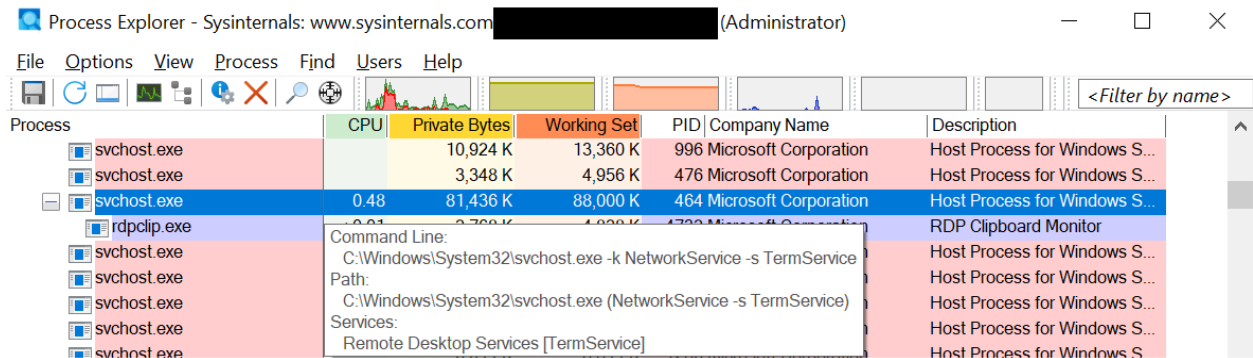 Process Explorer - Sysinternals: www.sysinternals.com (Administrator)
File Options View Process Find Users Help
<Filter by name>
Process CPU Private Bytes Working Set PID Company Name Description
svchost.exe 10,924 K 13,360 K 996 Microsoft Corporation Host Process for Windows S...
svchost.exe 3,348 K 4,956 K 476 Microsoft Corporation Host Process for Windows S...
svchost.exe 0.48 81,436 K 88,000 K 464 Microsoft Corporation Host Process for Windows S...
rdpclip.exe RDP Clipboard Monitor
Command Line:
svchost.exe Host Process for Windows S...
C:\Windows\System32\svchost.exe -k NetworkService -s TermService
Path:
svchost.exe Host Process for Windows S...
C:\Windows\System32\svchost.exe (NetworkService -s TermService)
svchost.exe Host Process for Windows S...
Services:
svchost.exe Host Process for Windows S...
Remote Desktop Services [TermService]
svchost.exe Host Process for Windows S...